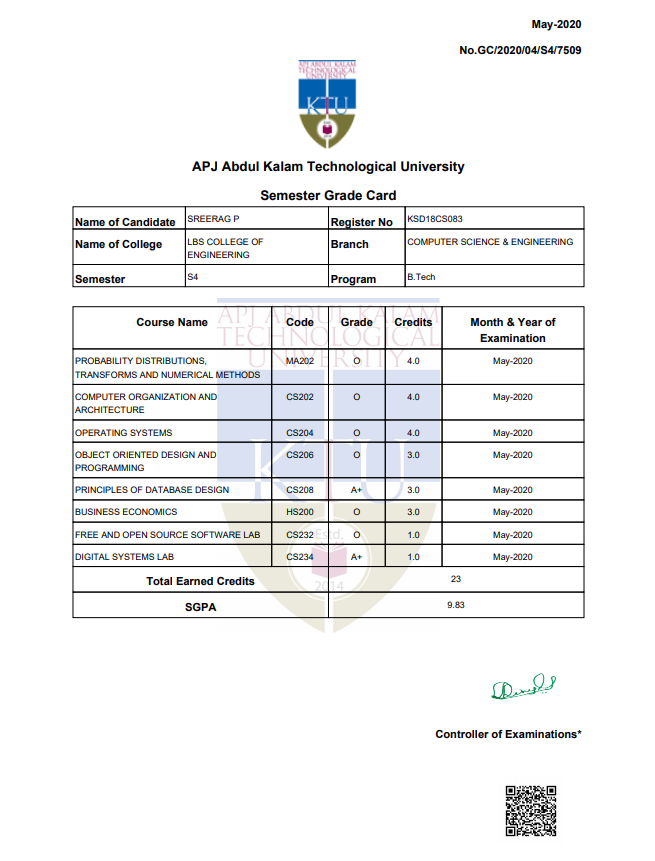 May-2020
No.GC/2020/04/S4/7509
APJ ABDUL KALAM
TECHNOLOGICAL
UNIVERSITY
KTU
APJ Abdul Kalam Technological University
Semester Grade Card
Name of Candidate SREERAG P Register No KSD18CS083
Name of College LBS COLLEGE OF ENGINEERING Branch COMPUTER SCIENCE & ENGINEERING
Semester S4 Program B.Tech
APJ ABDUL KALAM
TECHNOLOGICAL
UNIVERSITY
KTU
Estd.
2014
Course Name Code Grade Credits Month & Year of Examination
PROBABILITY DISTRIBUTIONS, TRANSFORMS AND NUMERICAL METHODS MA202 O 4.0 May-2020
COMPUTER ORGANIZATION AND ARCHITECTURE CS202 O 4.0 May-2020
OPERATING SYSTEMS CS204 O 4.0 May-2020
OBJECT ORIENTED DESIGN AND PROGRAMMING CS206 O 3.0 May-2020
PRINCIPLES OF DATABASE DESIGN CS208 A+ 3.0 May-2020
BUSINESS ECONOMICS HS200 O 3.0 May-2020
FREE AND OPEN SOURCE SOFTWARE LAB CS232 O 1.0 May-2020
DIGITAL SYSTEMS LAB CS234 A+ 1.0 May-2020
Total Earned Credits 23
SGPA 9.83
Controller of Examinations*